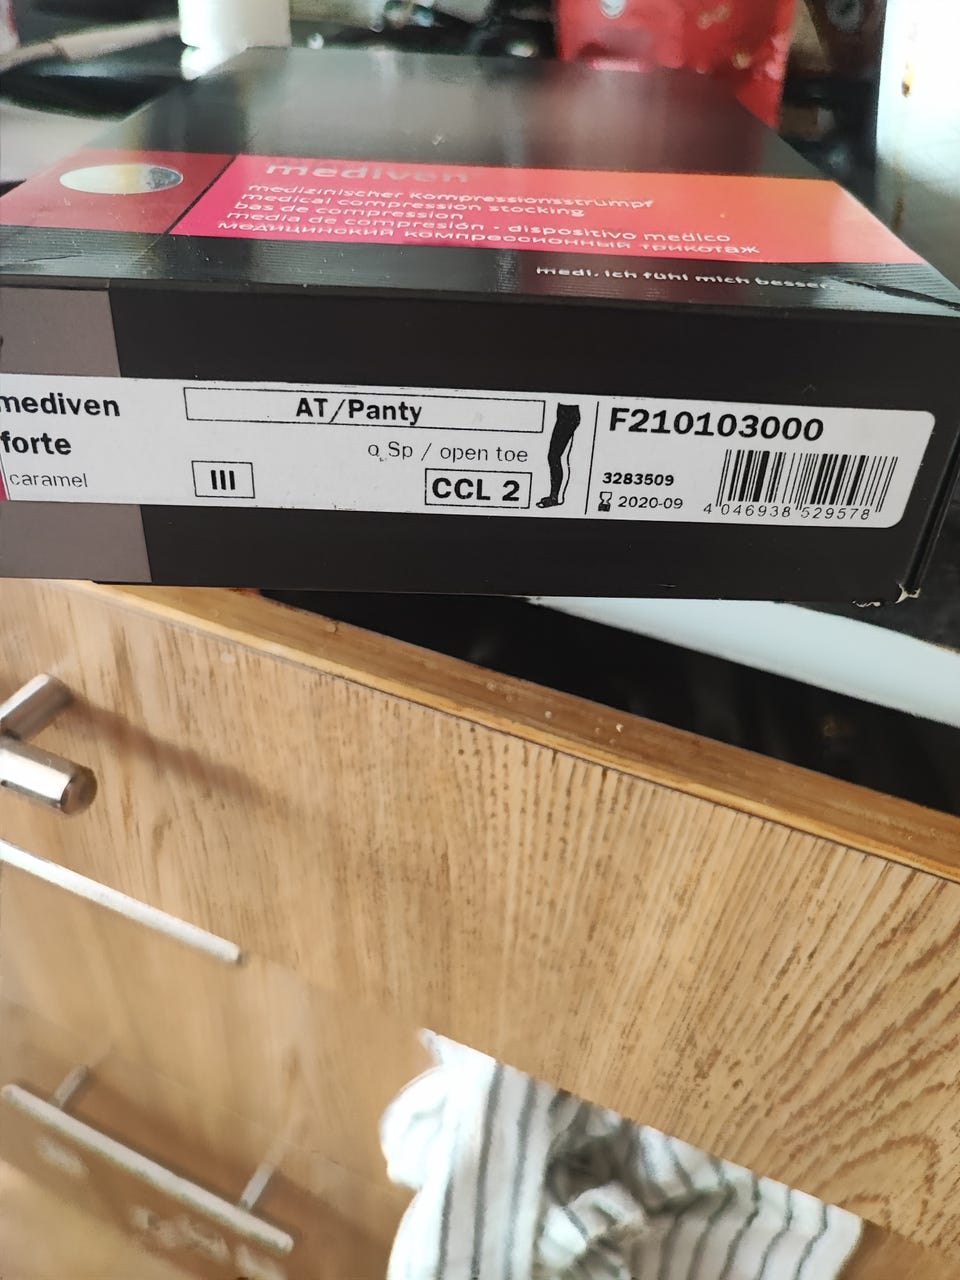 mediven
medizinischer Kompressionsstrumpf
medical compression stocking
bas de compression
media de compresión - dispositivo medico
медицинский компрессионный трикотаж
medi. ich fühl mich besser.
mediven
forte
caramel
AT/Panty
o. Sp / open toe
III
CCL 2
F210103000
3283509
2020-09
4 046938 529578